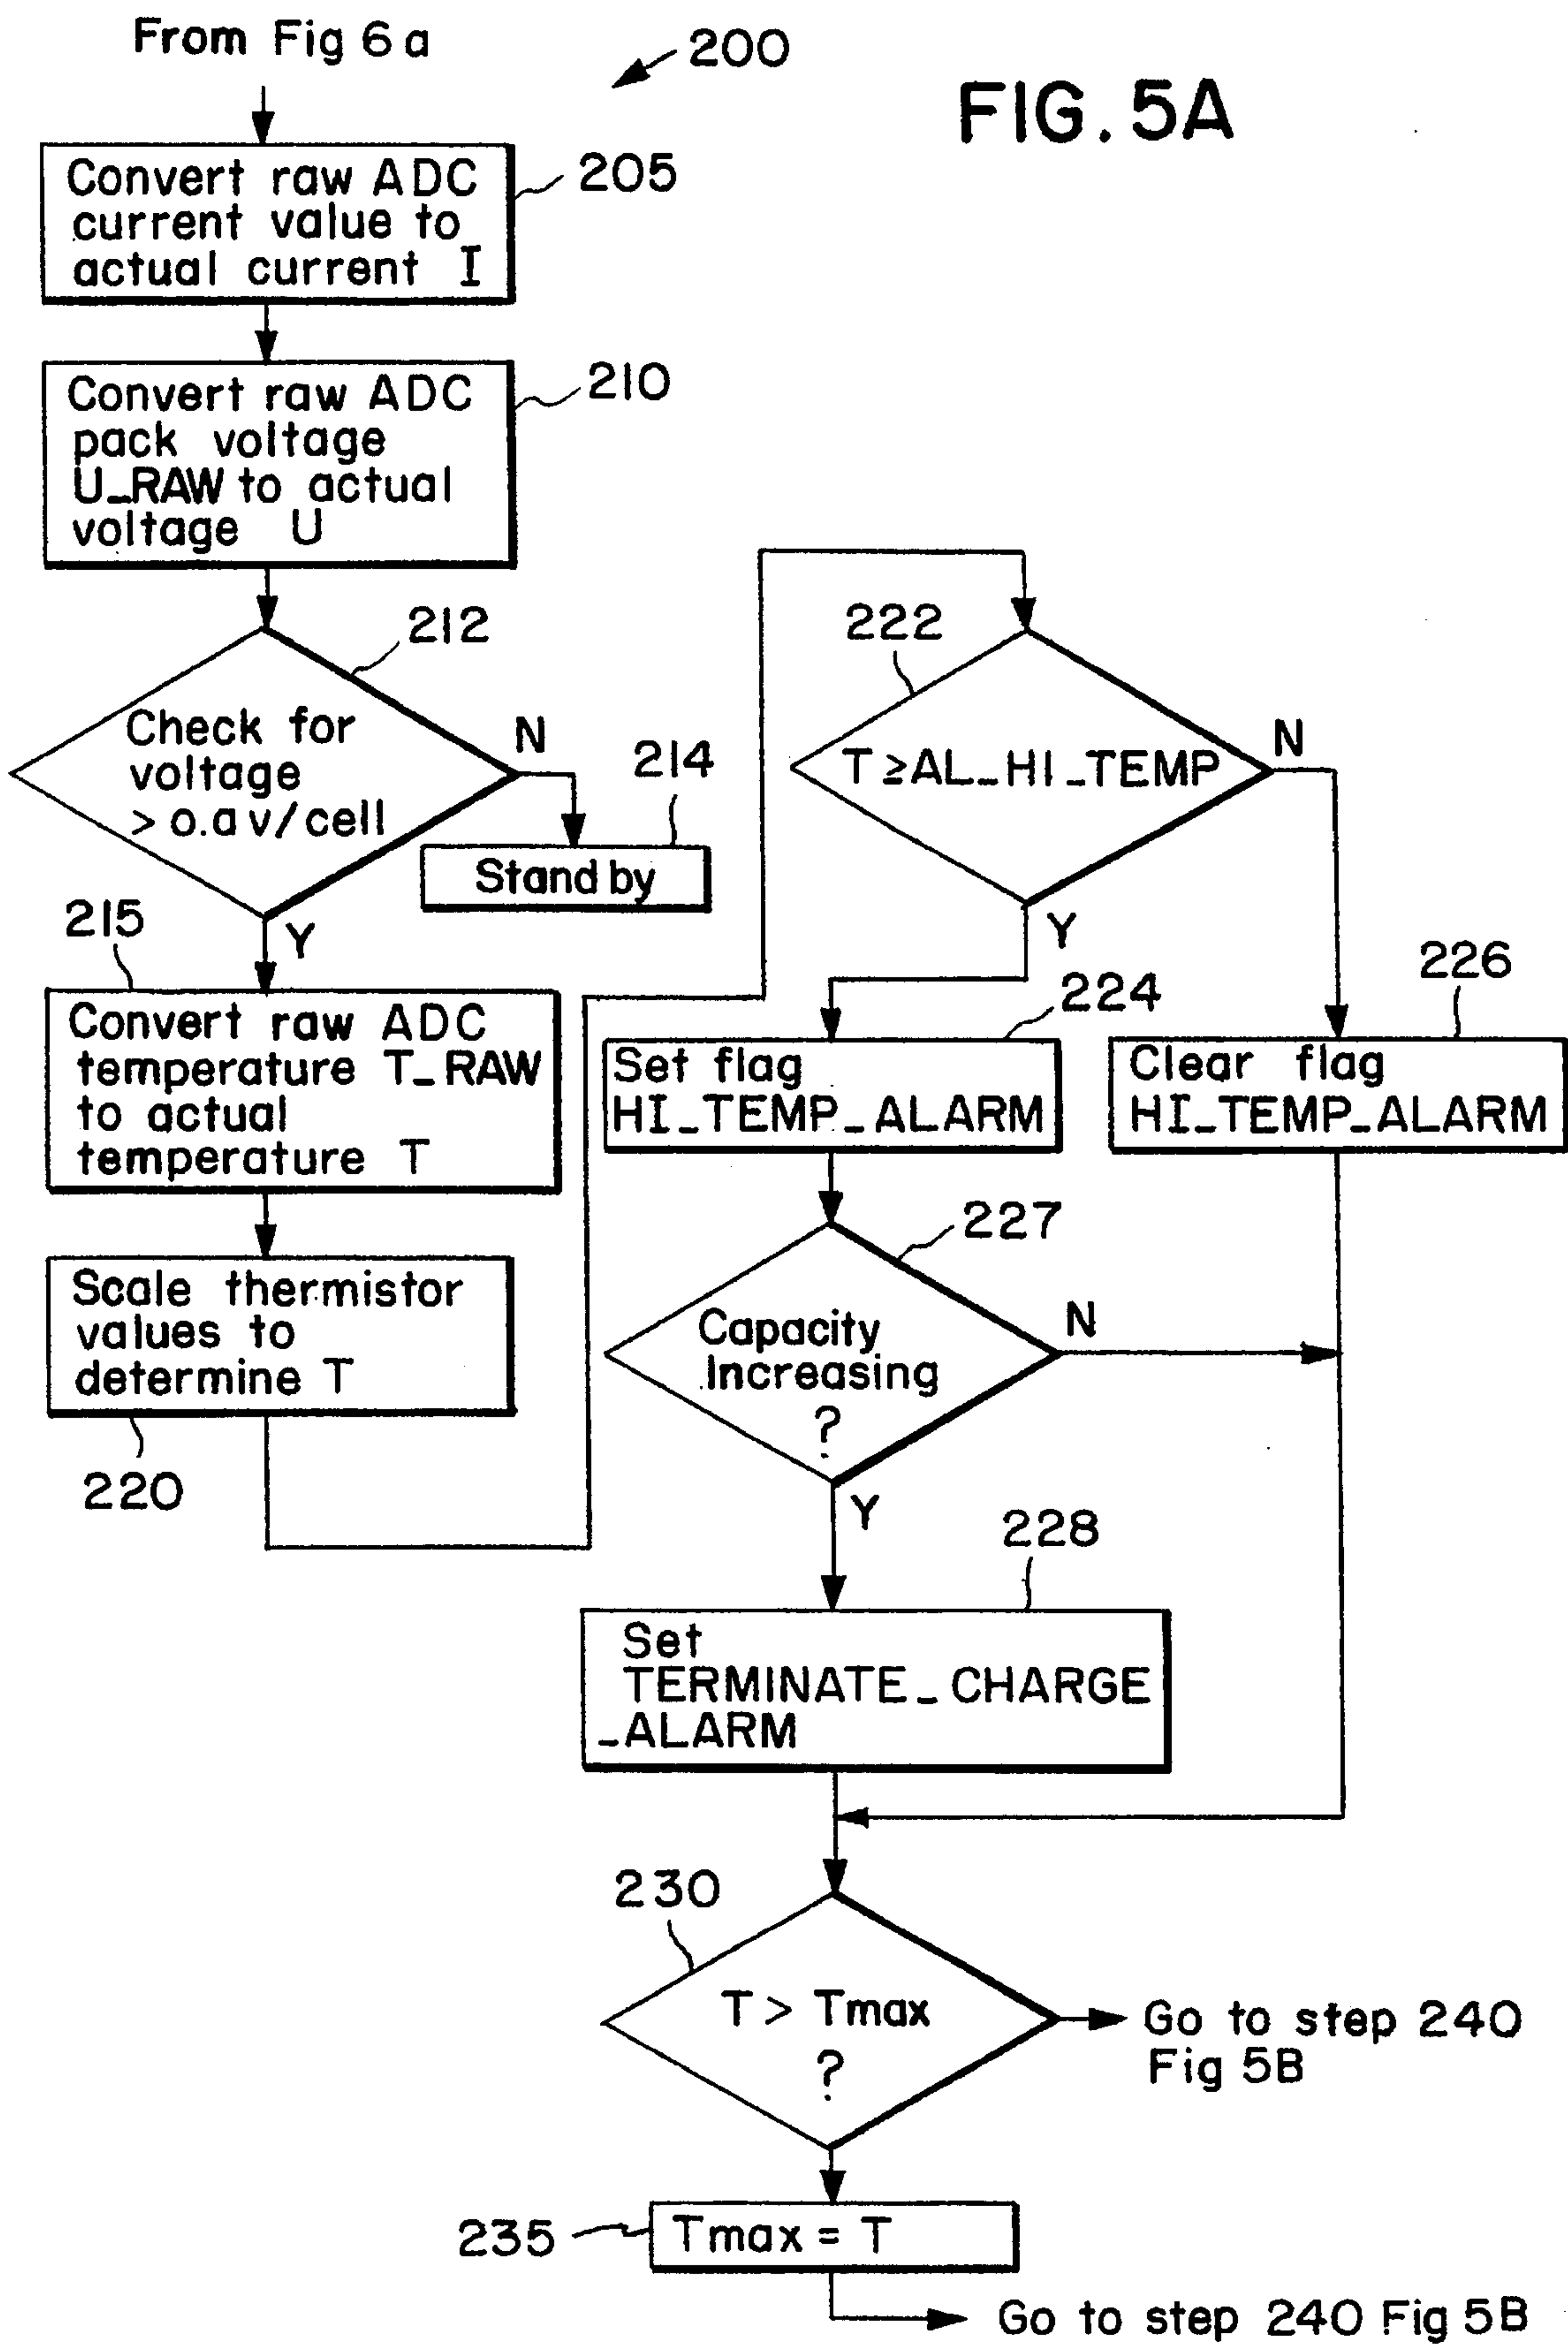 From Fig 6a
200
FIG. 5A
Convert raw ADC
current value to
actual current I
205
Convert raw ADC
pack voltage
U_RAW to actual
voltage U
210
212
Check for
voltage
> o.a v/cell
N
214
Stand by
Y
215
Convert raw ADC
temperature T_RAW
to actual
temperature T
Scale thermistor
values to
determine T
220
222
T ≥AL_HI_TEMP
N
Y
224
Set flag
HI_TEMP_ALARM
226
Clear flag
HI_TEMP_ALARM
227
Capacity
Increasing
?
N
Y
228
Set
TERMINATE_CHARGE
_ALARM
230
T > Tmax
?
Go to step 240
Fig 5B
235
Tmax = T
Go to step 240 Fig 5B